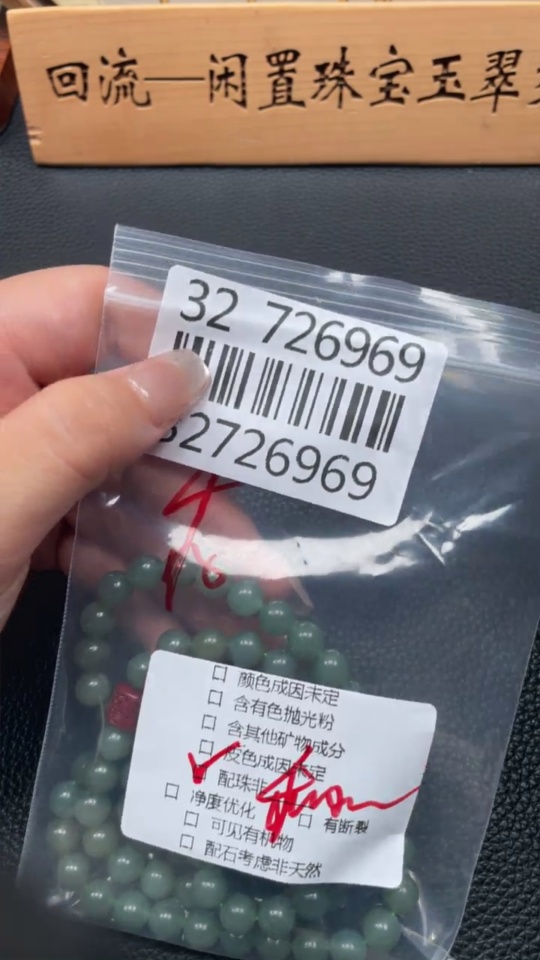 回流—闲置珠宝玉翠
32 726969
32726969
□ 颜色成因未定
□ 含有色抛光粉
□ 含其他矿物成分
□ 皮色成因未定
□ 配珠非
□ 净度优化 □ 有断裂
□ 可见有机物
□ 配石考虑非天然